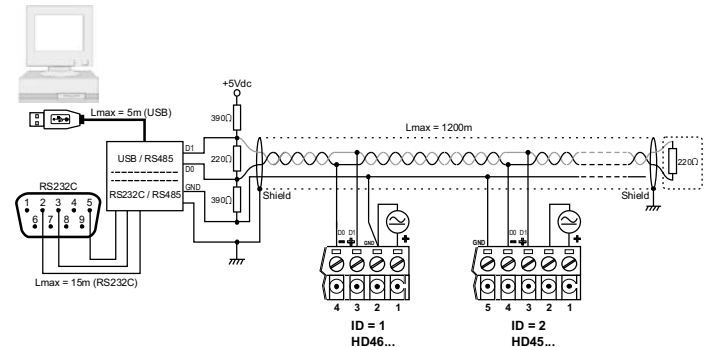 +5Vdc
Lmax = 5m (USB)
390Ω
Lmax = 1200m
D1
USB / RS485
220Ω
220Ω
D0
RS232C
GND
RS232C / RS485
390Ω
Shield
Shield
1 2 3 4 5
6 7 8 9
Lmax = 15m (RS232C)
D0 D1 GND
− + +
GND D0 D1
− + +
4 3 2 1
5 4 3 2 1
ID = 1
HD46...
ID = 2
HD45...